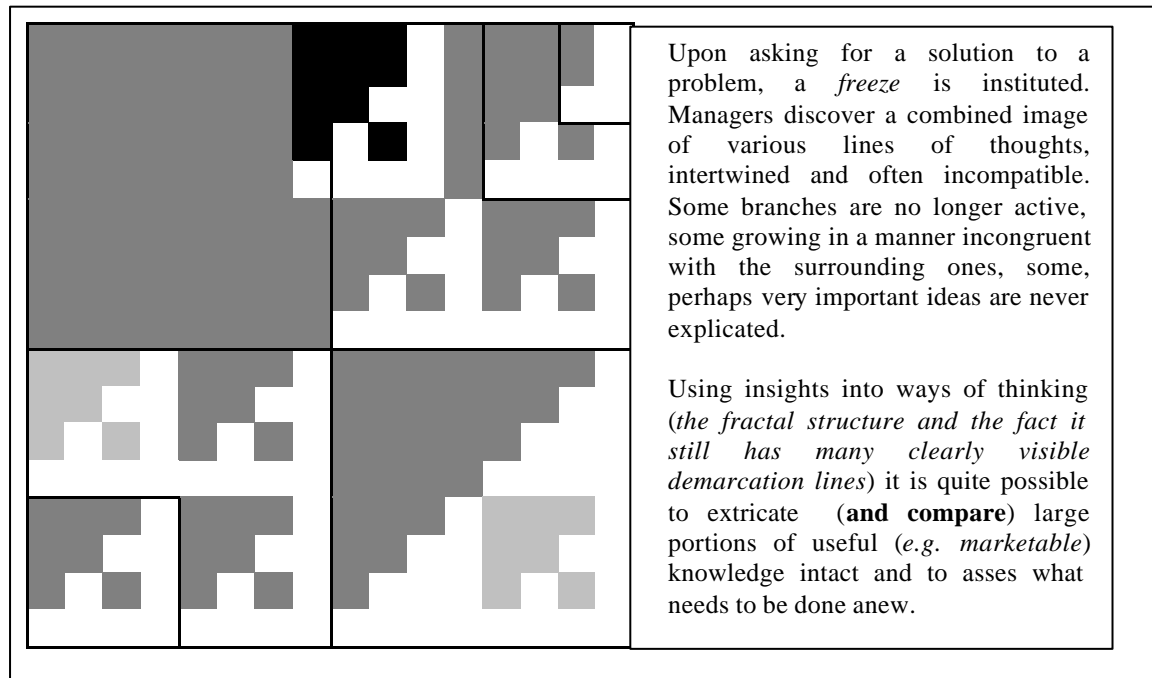 Upon asking for a solution to a
problem, a freeze is instituted.
Managers discover a combined image
of various lines of thoughts,
intertwined and often incompatible.
Some branches are no longer active,
some growing in a manner incongruent
with the surrounding ones, some,
perhaps very important ideas are never
explicated.
Using insights into ways of thinking
(the fractal structure and the fact it
still has many clearly visible
demarcation lines) it is quite possible
to extricate (and compare) large
portions of useful (e.g. marketable)
knowledge intact and to asses what
needs to be done anew.